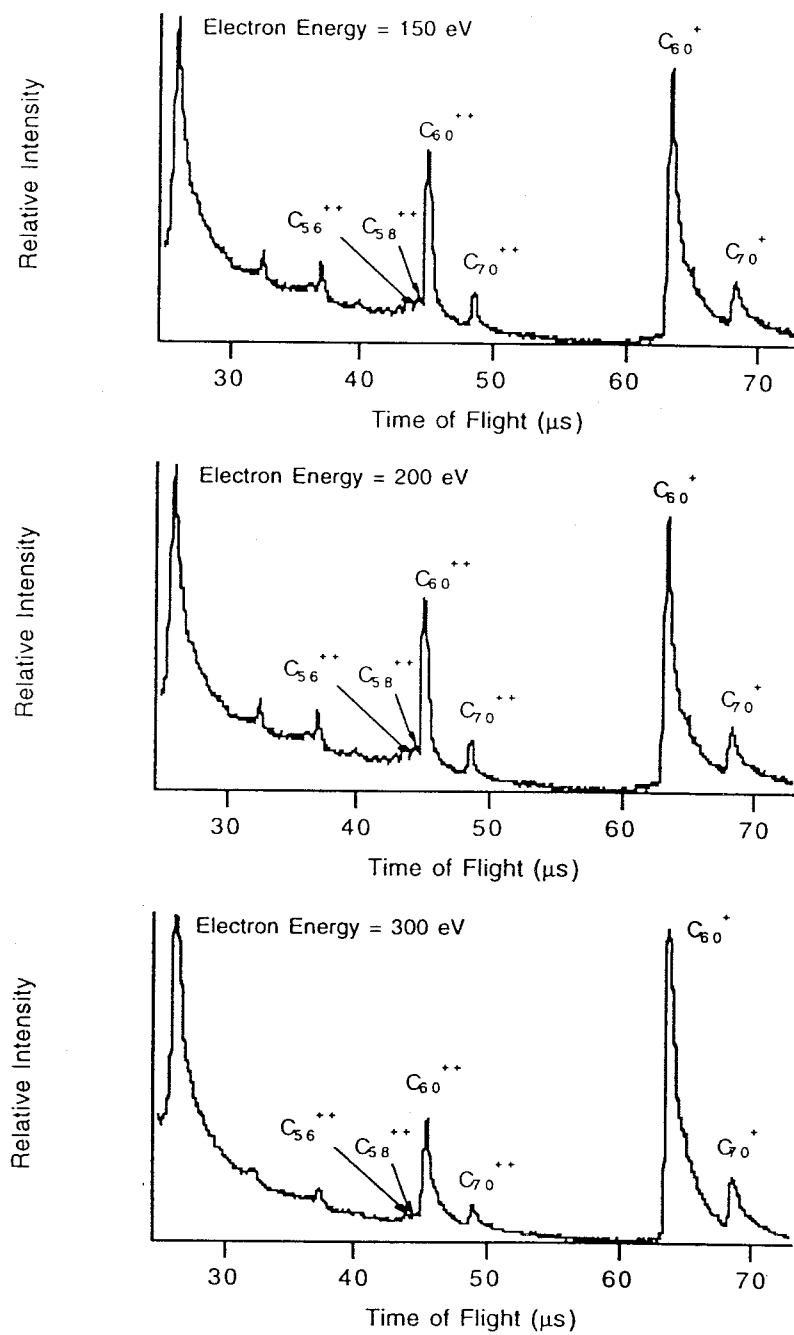 Electron Energy = 150 eV
C60+
C60++
C56++
C58++
C70++
C70+
Relative Intensity
30 40 50 60 70
Time of Flight (μs)
Electron Energy = 200 eV
C60+
C60++
C56++
C58++
C70++
C70+
Relative Intensity
30 40 50 60 70
Time of Flight (μs)
Electron Energy = 300 eV
C60+
C60++
C56++
C58++
C70++
C70+
Relative Intensity
30 40 50 60 70
Time of Flight (μs)